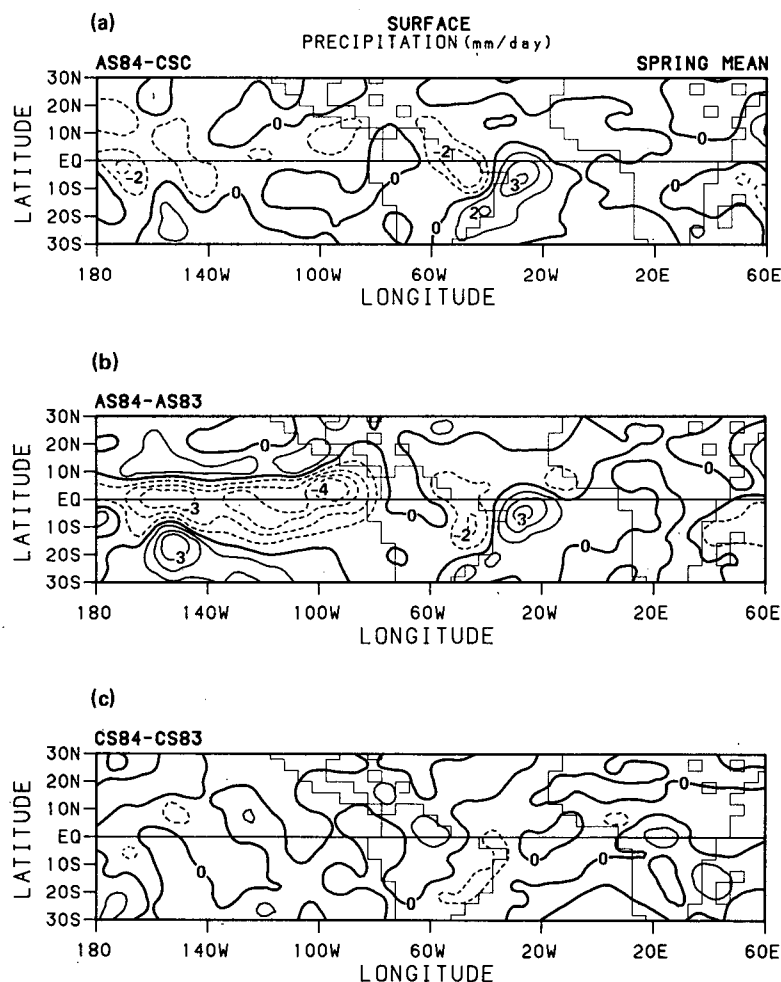 (a)
SURFACE
PRECIPITATION (mm/day)
AS84-CSC SPRING MEAN
30N
20N
10N
EQ
10S
20S
30S
LATITUDE
0
-2
0
0
-2
3
2
0
0
0
180 140W 100W 60W 20W 20E 60E
LONGITUDE
(b)
AS84-AS83
30N
20N
10N
EQ
10S
20S
30S
LATITUDE
0
0
-4
-3
0
3
-2
0
3
180 140W 100W 60W 20W 20E 60E
LONGITUDE
(c)
CS84-CS83
30N
20N
10N
EQ
10S
20S
30S
LATITUDE
0
0
0
0
0
180 140W 100W 60W 20W 20E 60E
LONGITUDE